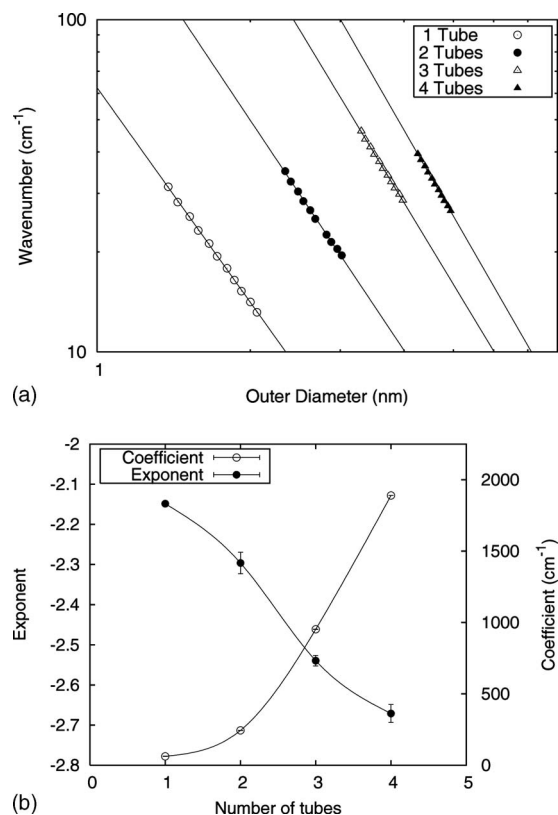 100
10
1
Wavenumber (cm-1)
1 Tube
2 Tubes
3 Tubes
4 Tubes
Outer Diameter (nm)
(a)
-2
-2.1
-2.2
-2.3
-2.4
-2.5
-2.6
-2.7
-2.8
Exponent
Coefficient
Exponent
2000
1500
1000
500
0
Coefficient (cm-1)
0 1 2 3 4 5
Number of tubes
(b)